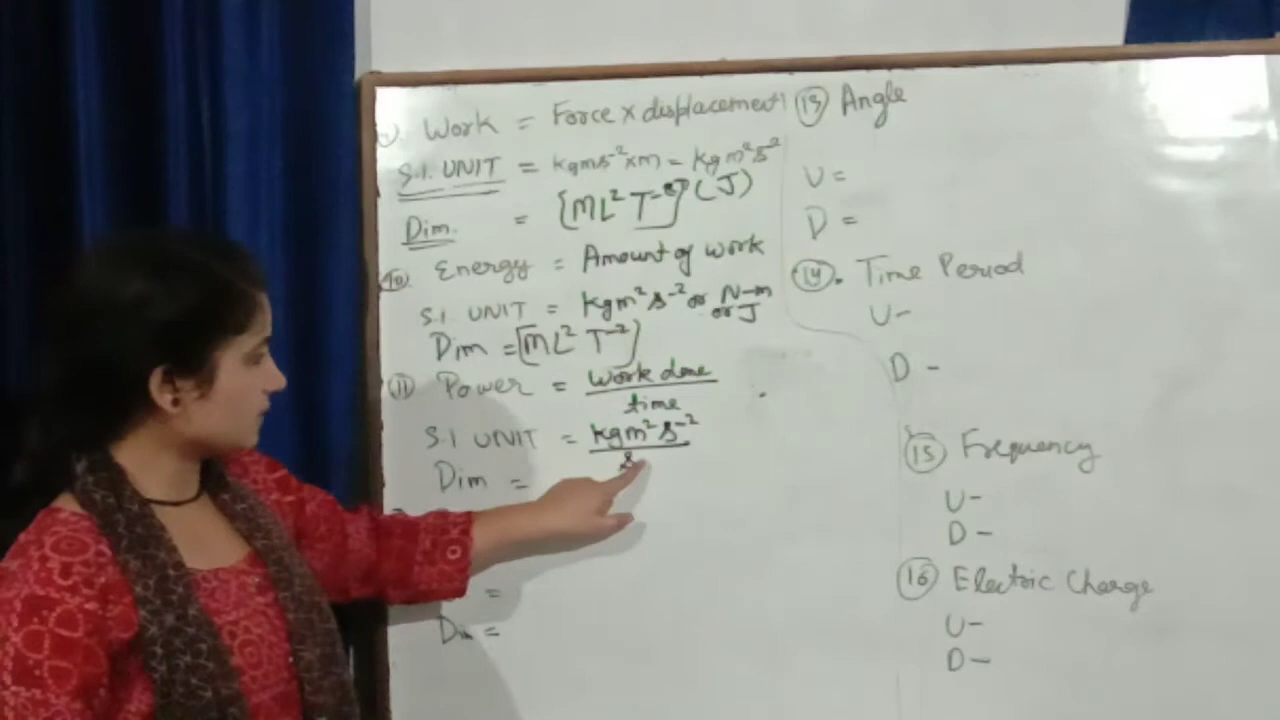 Work = Force x displacement
S.I. UNIT = kgms⁻² x m = kgm²s⁻²
(J)
Dim. = [ML² T⁻²]
⑩ Energy = Amount of work
S.I. UNIT = kgm² s⁻² or N-m
or J
Dim = [ML² T⁻²]
⑪ Power = work done
time
S.I UNIT = kgm² s⁻²
s
Dim =
=
Dim =
⑬ Angle
U =
D =
⑭. Time Period
U-
D -
⑮ Frequency
U-
D-
⑯ Electric Charge
U-
D-